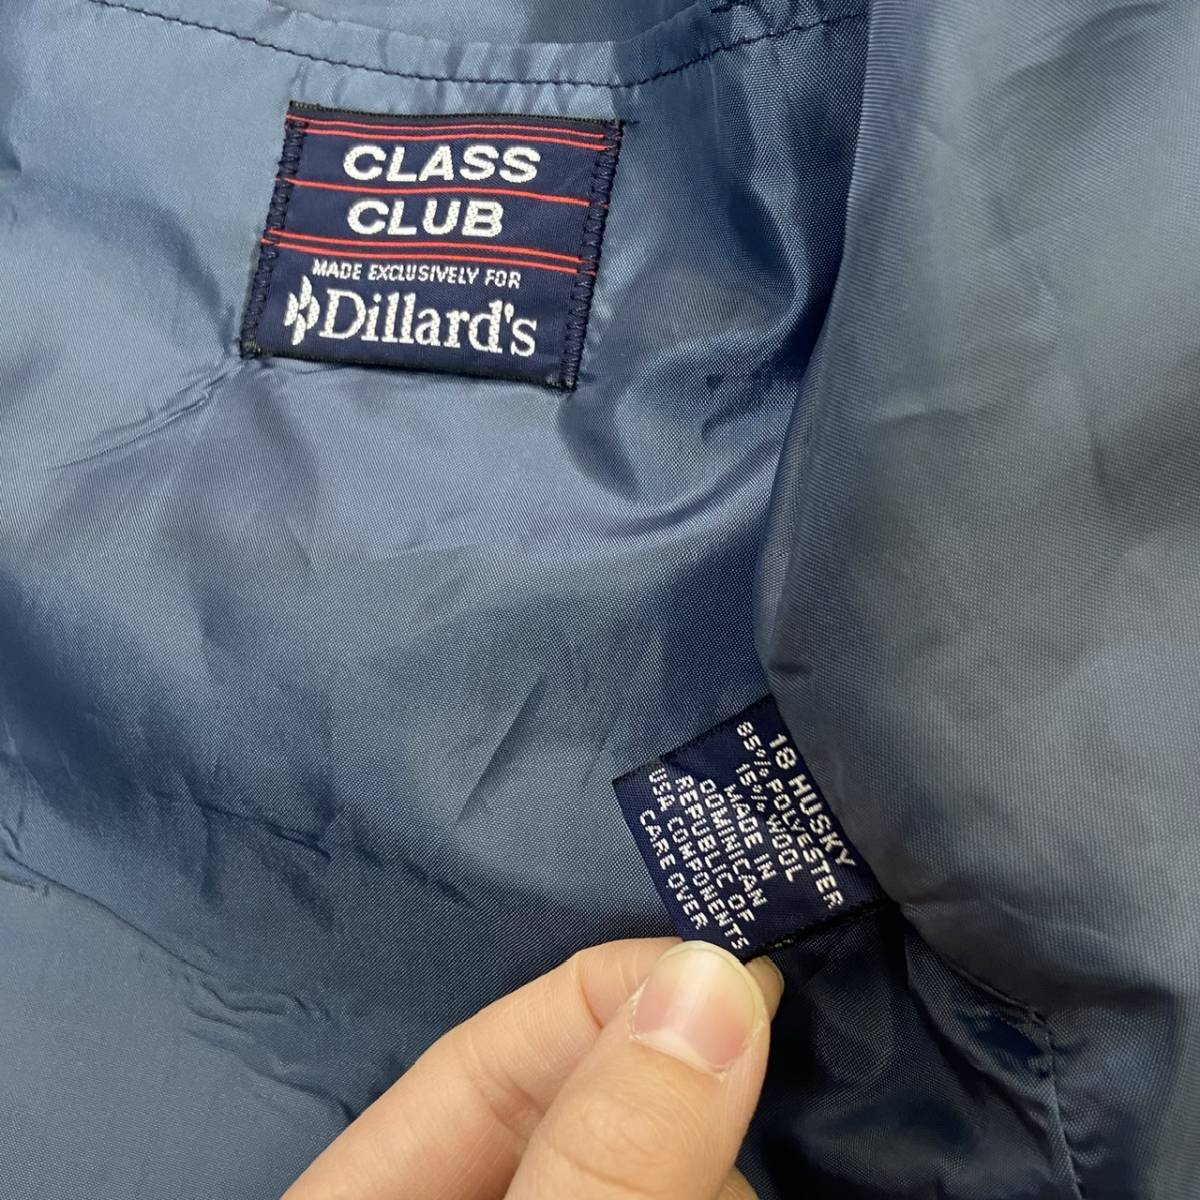 CLASS
CLUB
MADE EXCLUSIVELY FOR
Dillard's
18 HUSKY
85% POLYESTER
15% WOOL
MADE IN
DOMINICAN
REPUBLIC OF
USA COMPONENTS
CARE OVER